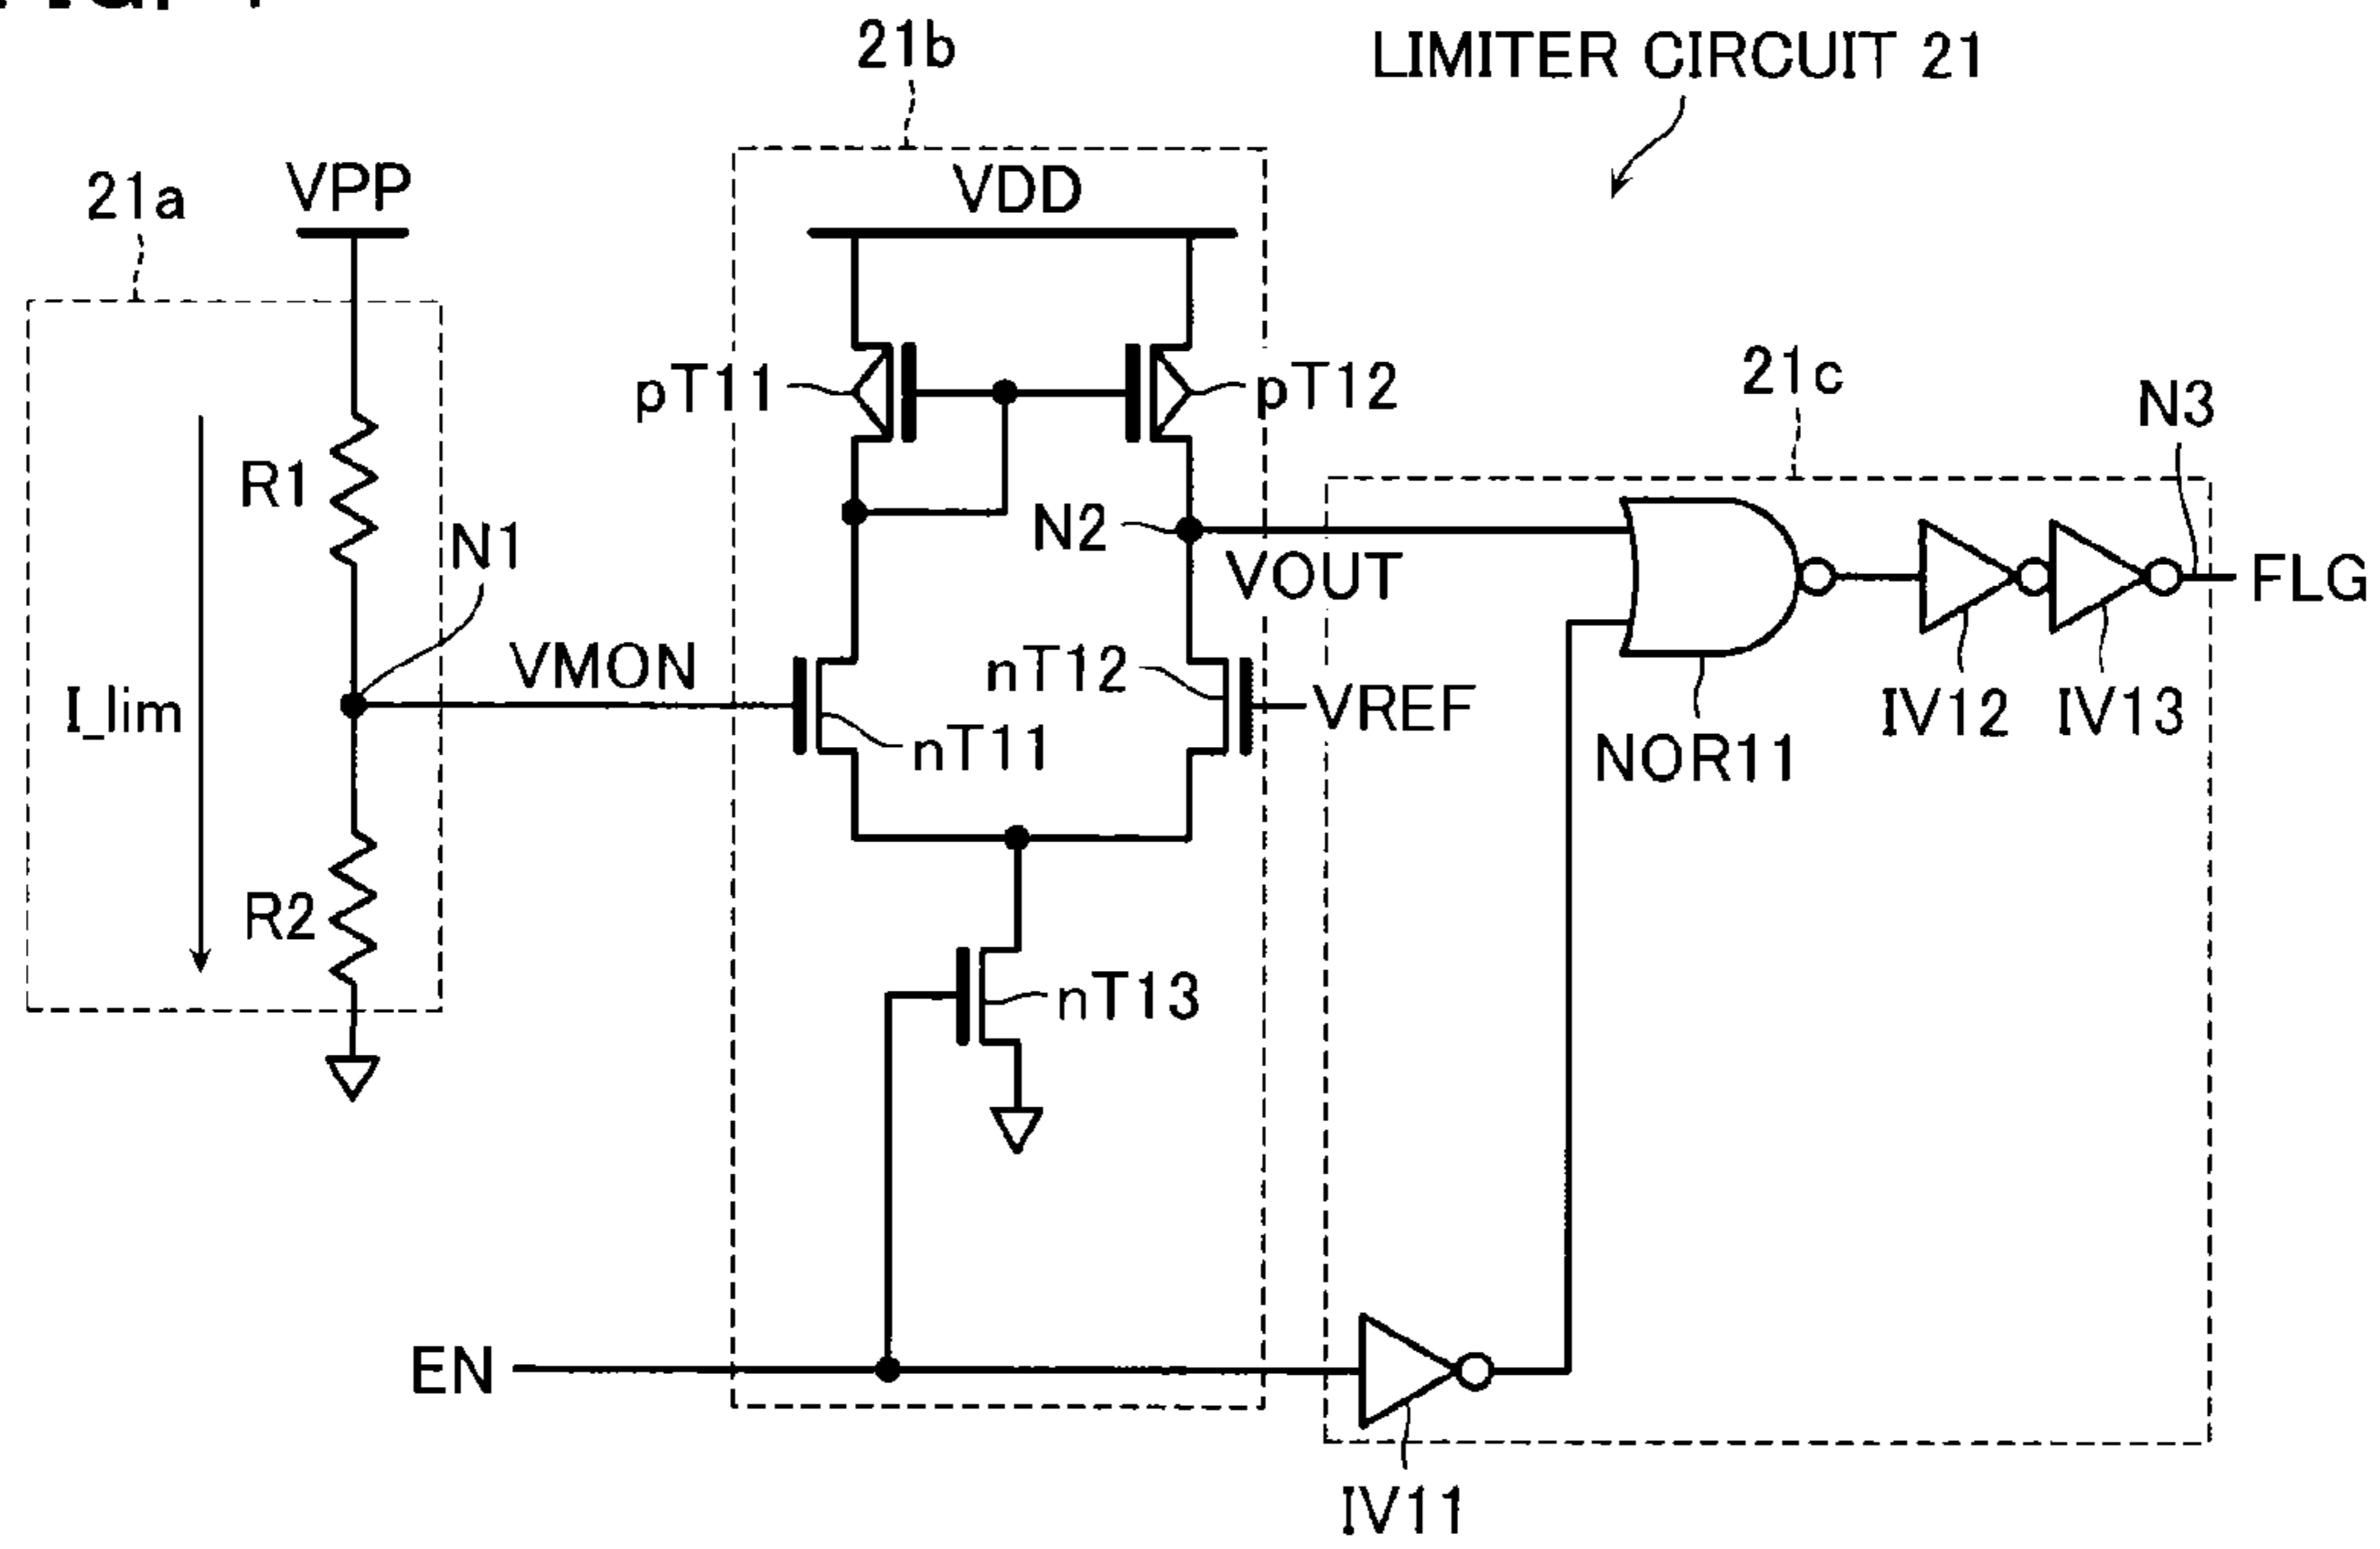 21b
LIMITER CIRCUIT 21
21a
VPP
VDD
pT11
pT12
21c
N3
R1
N1
N2
VOUT
FLG
I_lim
VMON
nT12
VREF
nT11
NOR11
IV12
IV13
R2
nT13
EN
IV11